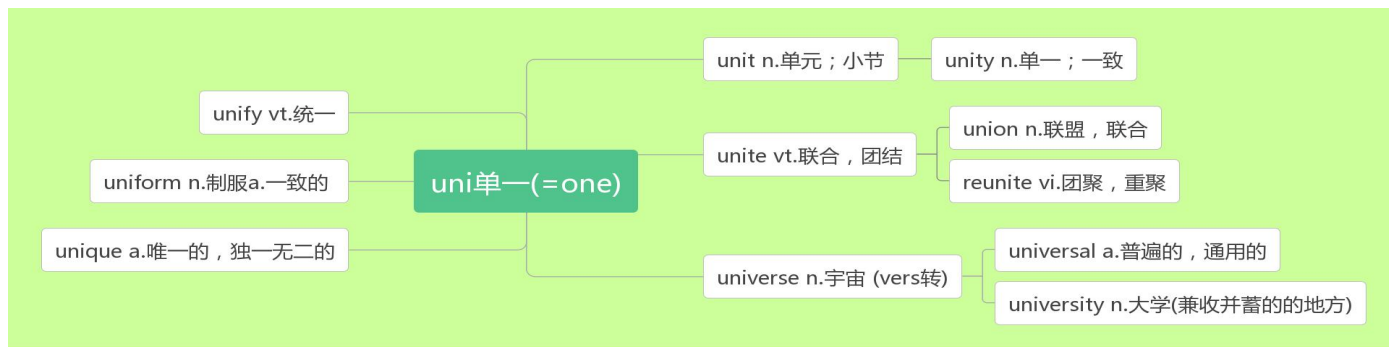 uni单一(=one)
unify vt.统一
uniform n.制服a.一致的
unique a.唯一的，独一无二的
unit n.单元；小节
unity n.单一；一致
unite vt.联合，团结
union n.联盟，联合
reunite vi.团聚，重聚
universe n.宇宙 (vers转)
universal a.普遍的，通用的
university n.大学(兼收并蓄的的地方)